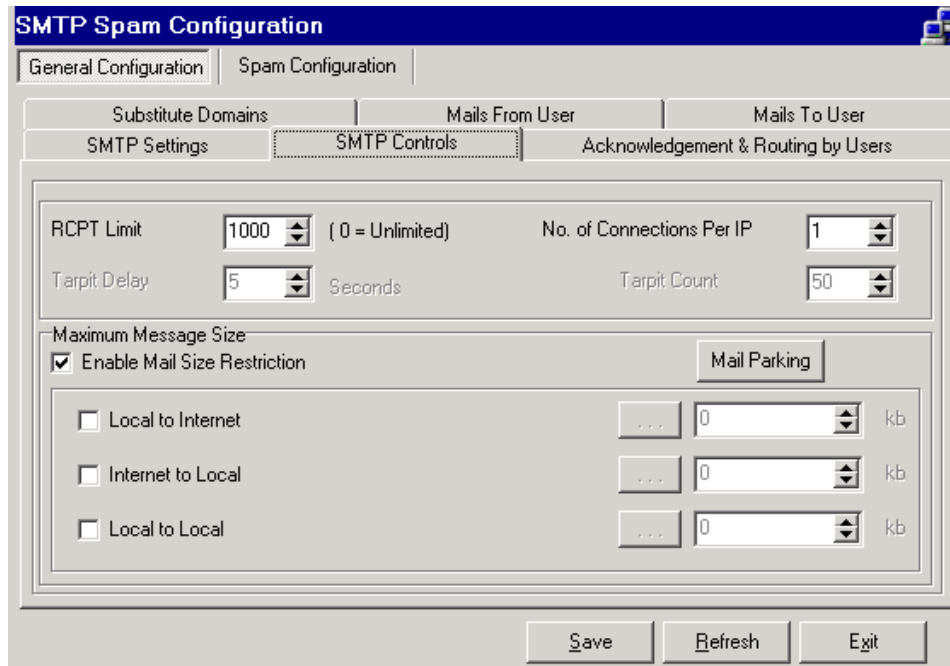 SMTP Spam Configuration
General Configuration Spam Configuration
Substitute Domains Mails From User Mails To User
SMTP Settings SMTP Controls Acknowledgement & Routing by Users
RCPT Limit 1000 ( 0 = Unlimited) No. of Connections Per IP 1
Tarpit Delay 5 Seconds Tarpit Count 50
Maximum Message Size
Enable Mail Size Restriction Mail Parking
Local to Internet ... 0 kb
Internet to Local ... 0 kb
Local to Local ... 0 kb
Save Refresh Exit